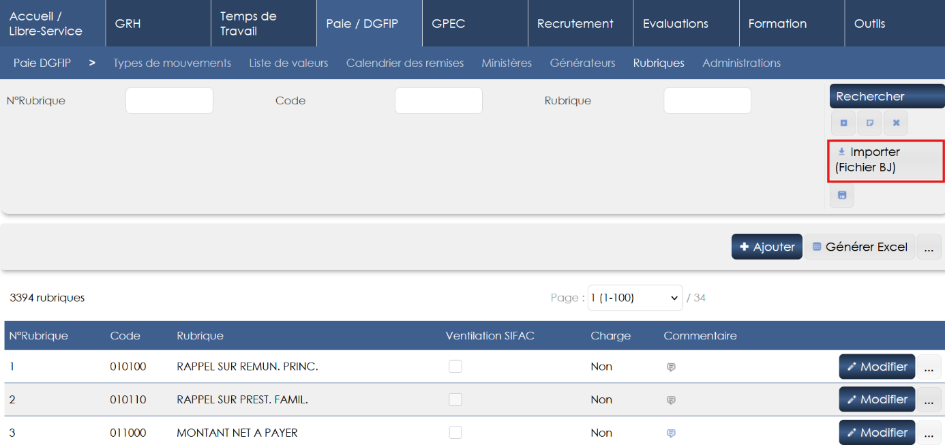 Accueil / Libre-Service GRH Temps de Travail Paie / DGFIP GPEC Recrutement Evaluations Formation Outils
Paie DGFIP > Types de mouvements Liste de valeurs Calendrier des remises Ministères Générateurs Rubriques Administrations
N°Rubrique Code Rubrique Rechercher
Importer
(Fichier BJ)
+ Ajouter Générer Excel ...
3394 rubriques Page : 1 (1-100) / 34
N°Rubrique Code Rubrique Ventilation SIFAC Charge Commentaire
1 010100 RAPPEL SUR REMUN. PRINC. Non Modifier ...
2 010110 RAPPEL SUR PREST. FAMIL. Non Modifier ...
3 011000 MONTANT NET A PAYER Non Modifier ...